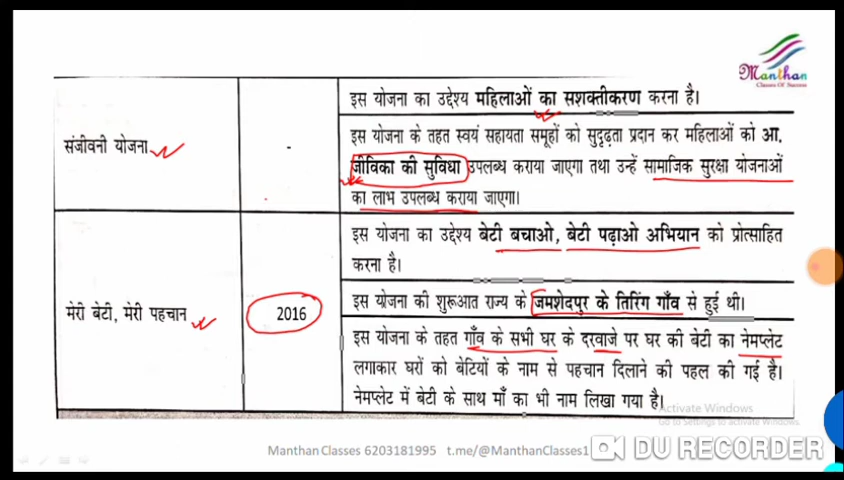 Manthan
Classes Of Success
इस योजना का उद्देश्य महिलाओं का सशक्तीकरण करना है।
संजीवनी योजना
-
इस योजना के तहत स्वयं सहायता समूहों को सुदृढ़ता प्रदान कर महिलाओं को आ.
जीविका की सुविधा उपलब्ध कराया जाएगा तथा उन्हें सामाजिक सुरक्षा योजनाओं
का लाभ उपलब्ध कराया जाएगा।
इस योजना का उद्देश्य बेटी बचाओ, बेटी पढ़ाओ अभियान को प्रोत्साहित
करना है।
मेरी बेटी, मेरी पहचान
2016
इस योजना की शुरूआत राज्य के जमशेदपुर के तिरिंग गाँव से हुई थी।
इस योजना के तहत गाँव के सभी घर के दरवाजे पर घर की बेटी का नेमप्लेट
लगाकार घरों को बेटियों के नाम से पहचान दिलाने की पहल की गई है।
नेमप्लेट में बेटी के साथ माँ का भी नाम लिखा गया है।
Activate Windows
Go to Settings to activate Windows.
Manthan Classes 6203181995 t.me/@ManthanClasses1
DU RECORDER